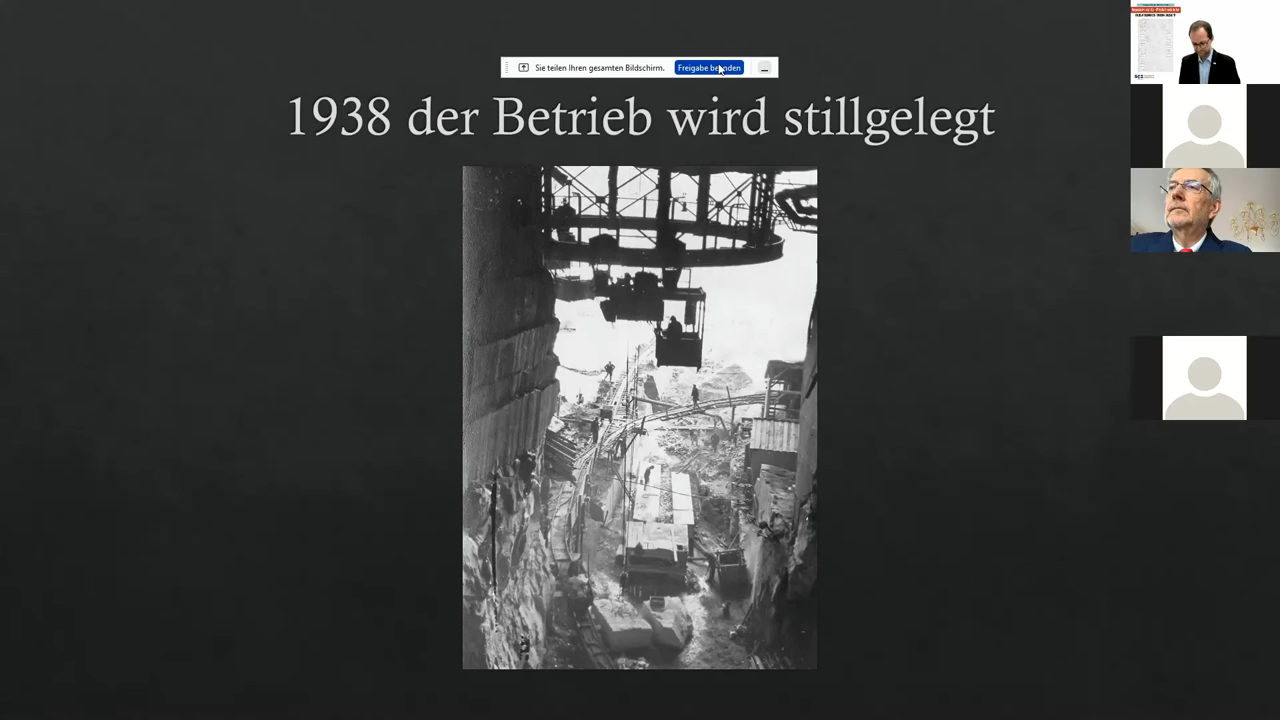 Sie teilen Ihren gesamten Bildschirm.
Freigabe beenden
1938 der Betrieb wird stillgelegt